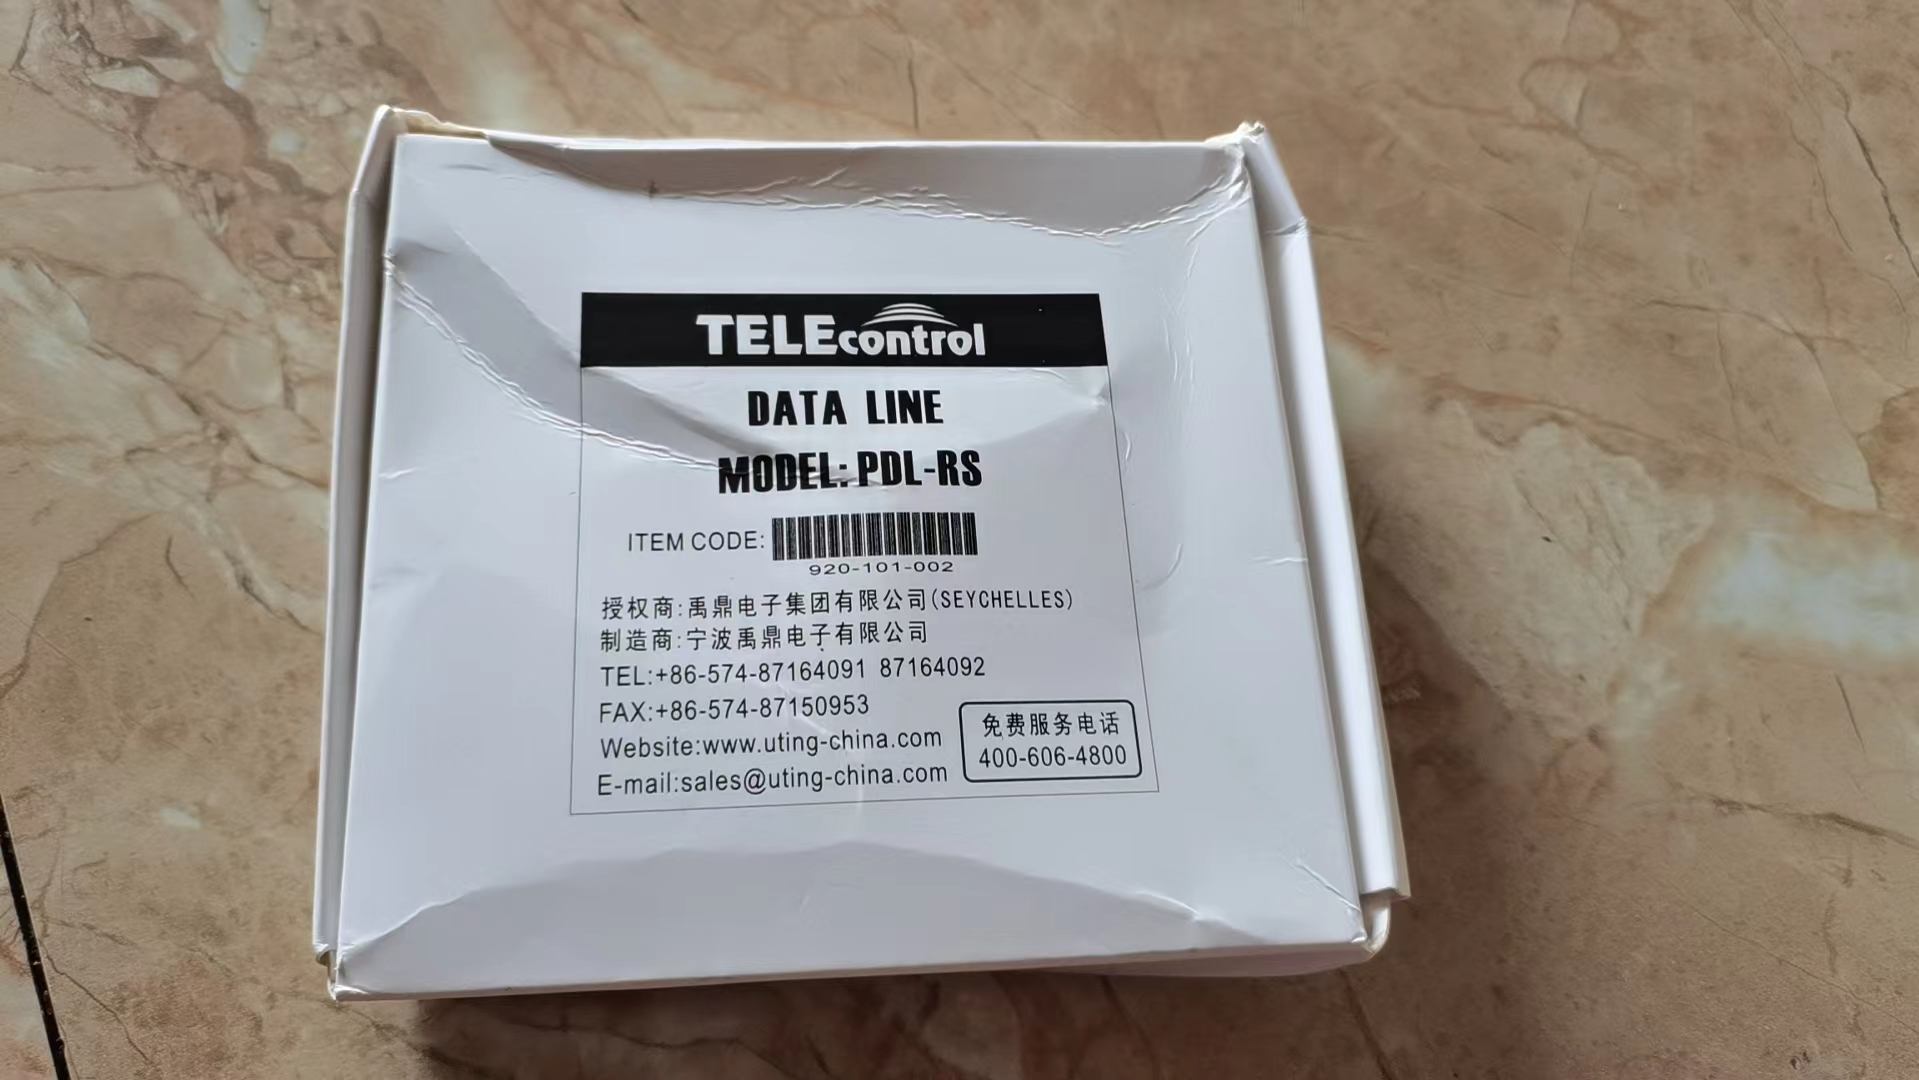 TELEcontrol
DATA LINE
MODEL: PDL-RS
ITEM CODE:
920-101-002
授权商:禹鼎电子集团有限公司(SEYCHELLES)
制造商:宁波禹鼎电子有限公司
TEL:+86-574-87164091 87164092
FAX:+86-574-87150953
Website:www.uting-china.com
E-mail:sales@uting-china.com
免费服务电话
400-606-4800